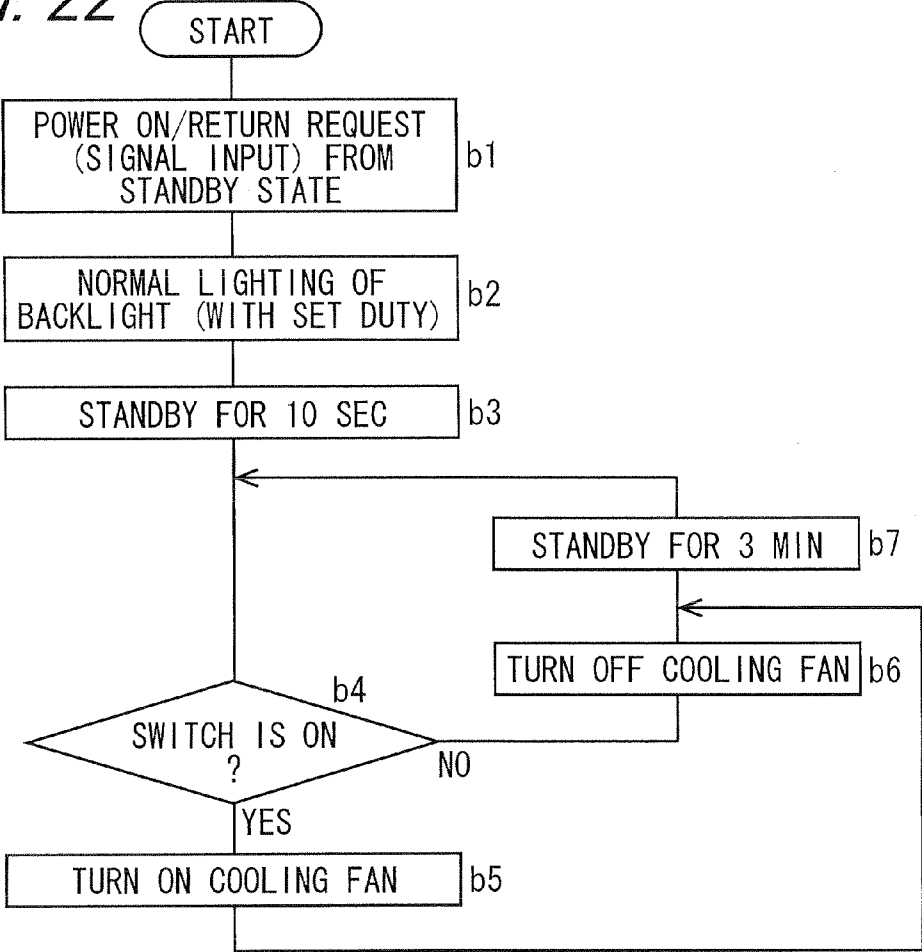 22
START
POWER ON/RETURN REQUEST
(SIGNAL INPUT) FROM
STANDBY STATE
b1
NORMAL LIGHTING OF
BACKLIGHT (WITH SET DUTY)
b2
STANDBY FOR 10 SEC
b3
STANDBY FOR 3 MIN
b7
TURN OFF COOLING FAN
b6
b4
SWITCH IS ON
?
NO
YES
TURN ON COOLING FAN
b5